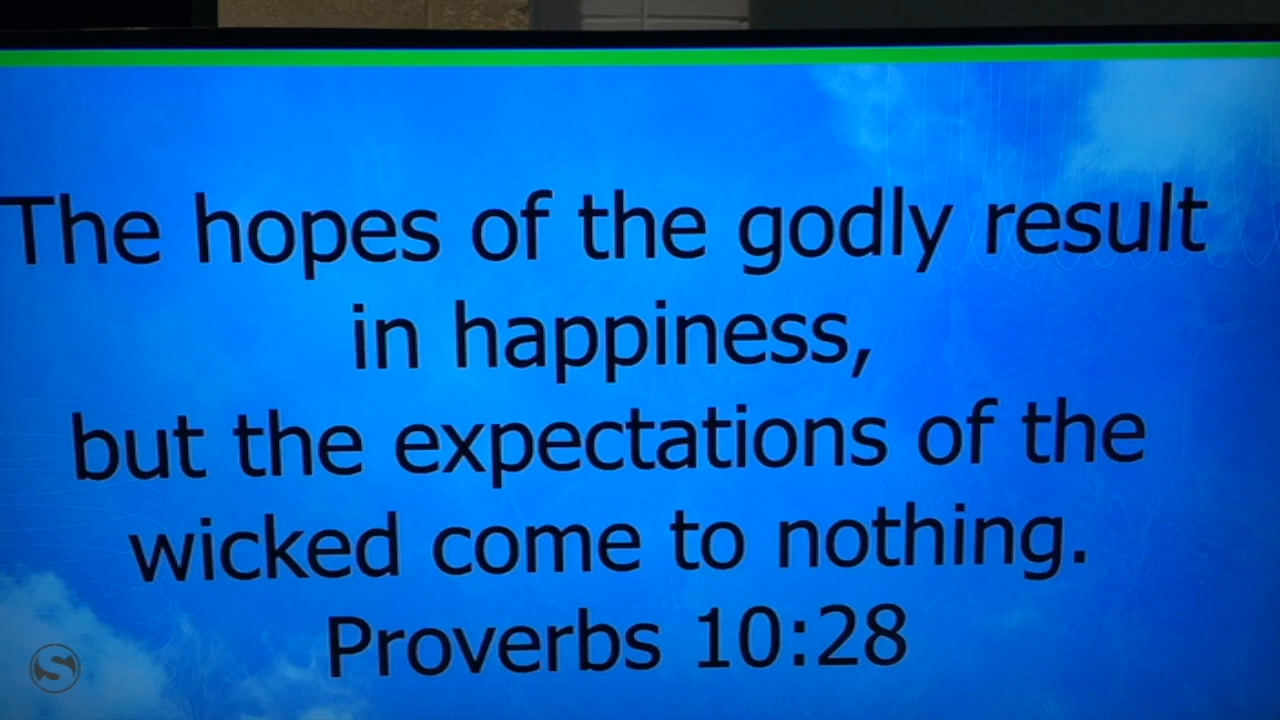 The hopes of the godly result
in happiness,
but the expectations of the
wicked come to nothing.
Proverbs 10:28
S